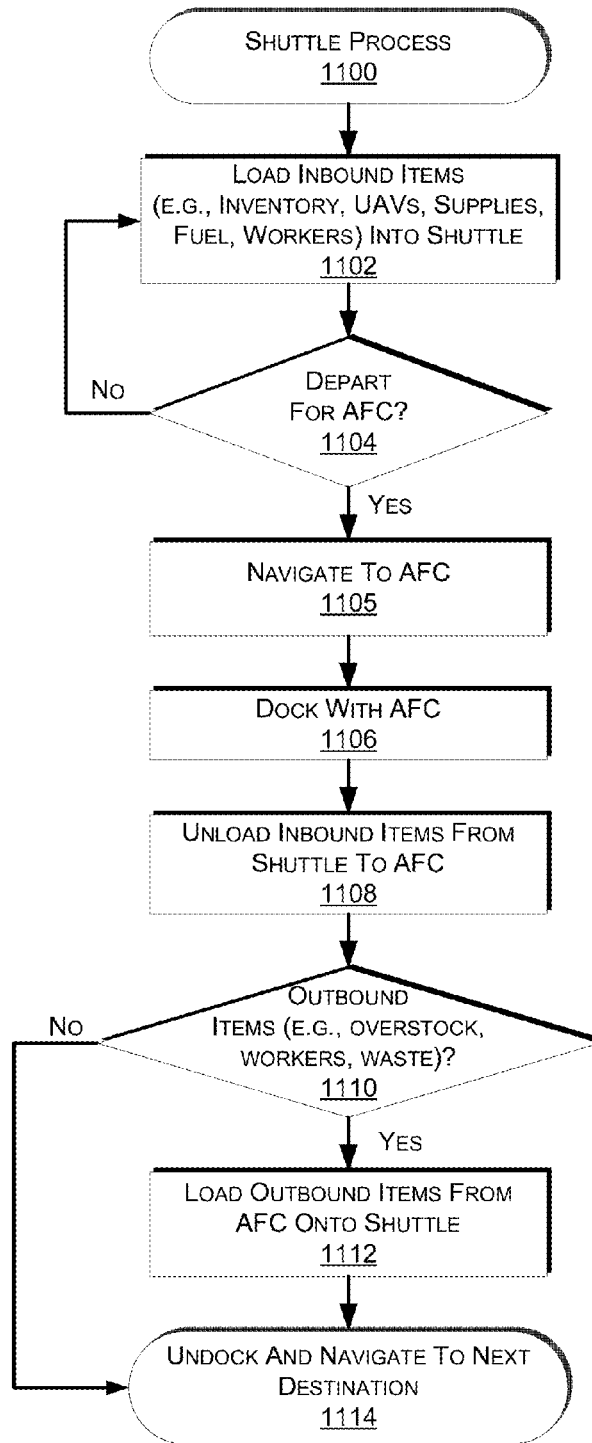 SHUTTLE PROCESS
1100
LOAD INBOUND ITEMS
(E.G., INVENTORY, UAVS, SUPPLIES,
FUEL, WORKERS) INTO SHUTTLE
1102
NO
DEPART
FOR AFC?
1104
YES
NAVIGATE TO AFC
1105
DOCK WITH AFC
1106
UNLOAD INBOUND ITEMS FROM
SHUTTLE TO AFC
1108
NO
OUTBOUND
ITEMS (E.G., OVERSTOCK,
WORKERS, WASTE)?
1110
YES
LOAD OUTBOUND ITEMS FROM
AFC ONTO SHUTTLE
1112
UNDOCK AND NAVIGATE TO NEXT
DESTINATION
1114